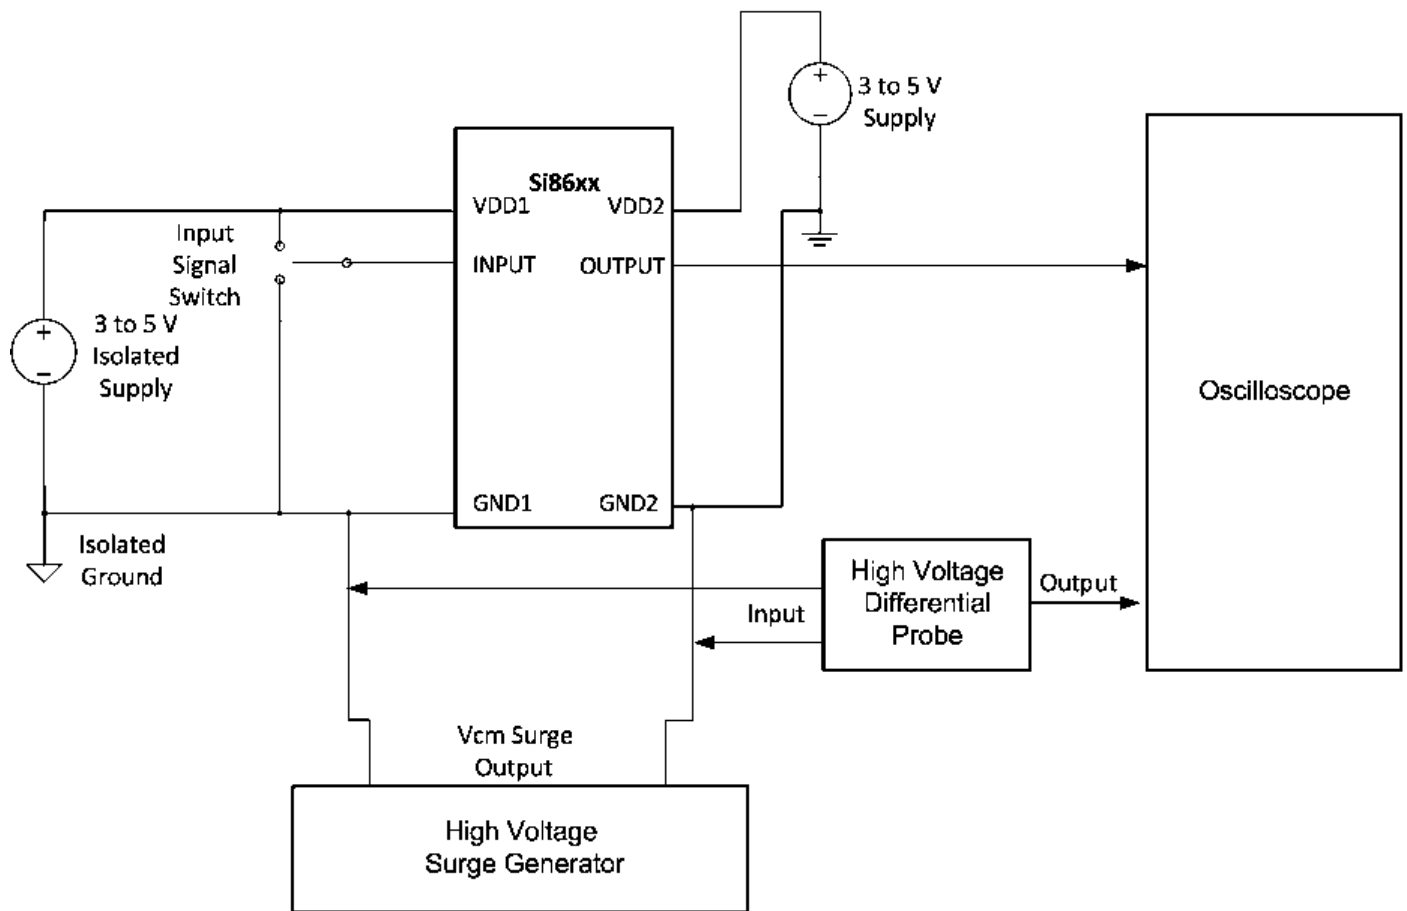 3 to 5 V
Supply
Si86xx
VDD1
VDD2
Input
Signal
Switch
INPUT
OUTPUT
3 to 5 V
Isolated
Supply
+
−
+
−
Oscilloscope
GND1
GND2
Isolated
Ground
High Voltage
Differential
Probe
Output
Input
Vcm Surge
Output
High Voltage
Surge Generator